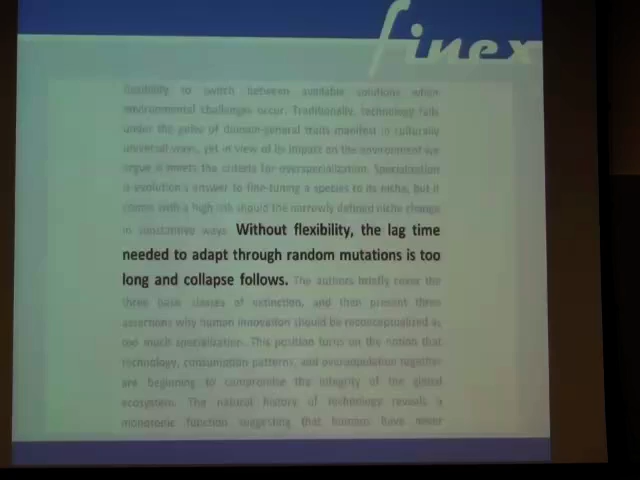 finex
flexibility to switch between available solutions when
environmental challenges occur. Traditionally, technology falls
under the guise of domain-general traits manifest in culturally
universal ways, yet in view of its impact on the environment we
argue it meets the criteria for overspecialization. Specialization
is evolution's answer to fine-tuning a species to its niche, but it
comes with a high risk should the narrowly defined niche change
in substantive ways. Without flexibility, the lag time
needed to adapt through random mutations is too
long and collapse follows. The authors briefly cover the
three base classes of extinction, and then present three
assertions why human innovation should be reconceptualized as
too much specialization. This position turns on the notion that
technology, consumption patterns, and overpopulation together
are beginning to compromise the integrity of the global
ecosystem. The natural history of technology reveals a
monotonic function suggesting that humans have never